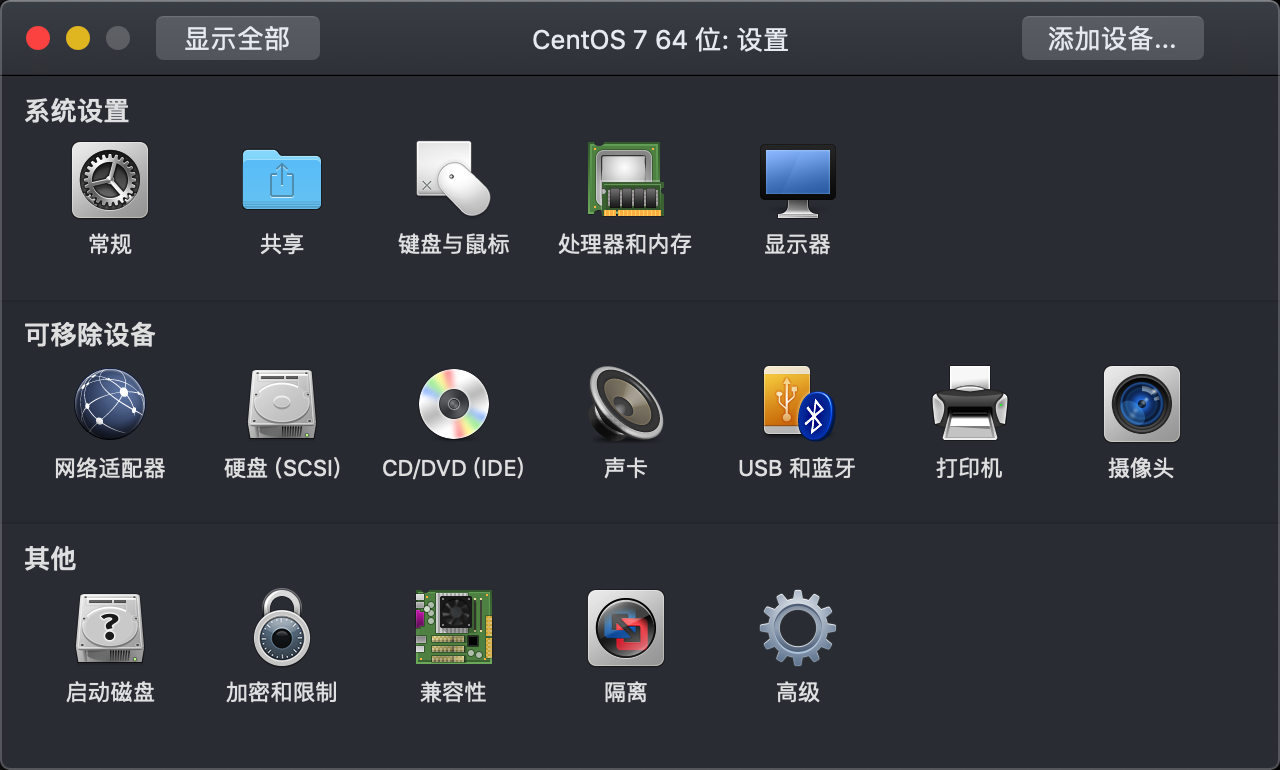 显示全部
CentOS 7 64 位: 设置
添加设备...
系统设置
常规
共享
键盘与鼠标
处理器和内存
显示器
可移除设备
网络适配器
硬盘 (SCSI)
CD/DVD (IDE)
声卡
USB 和蓝牙
打印机
摄像头
其他
启动磁盘
加密和限制
兼容性
隔离
高级